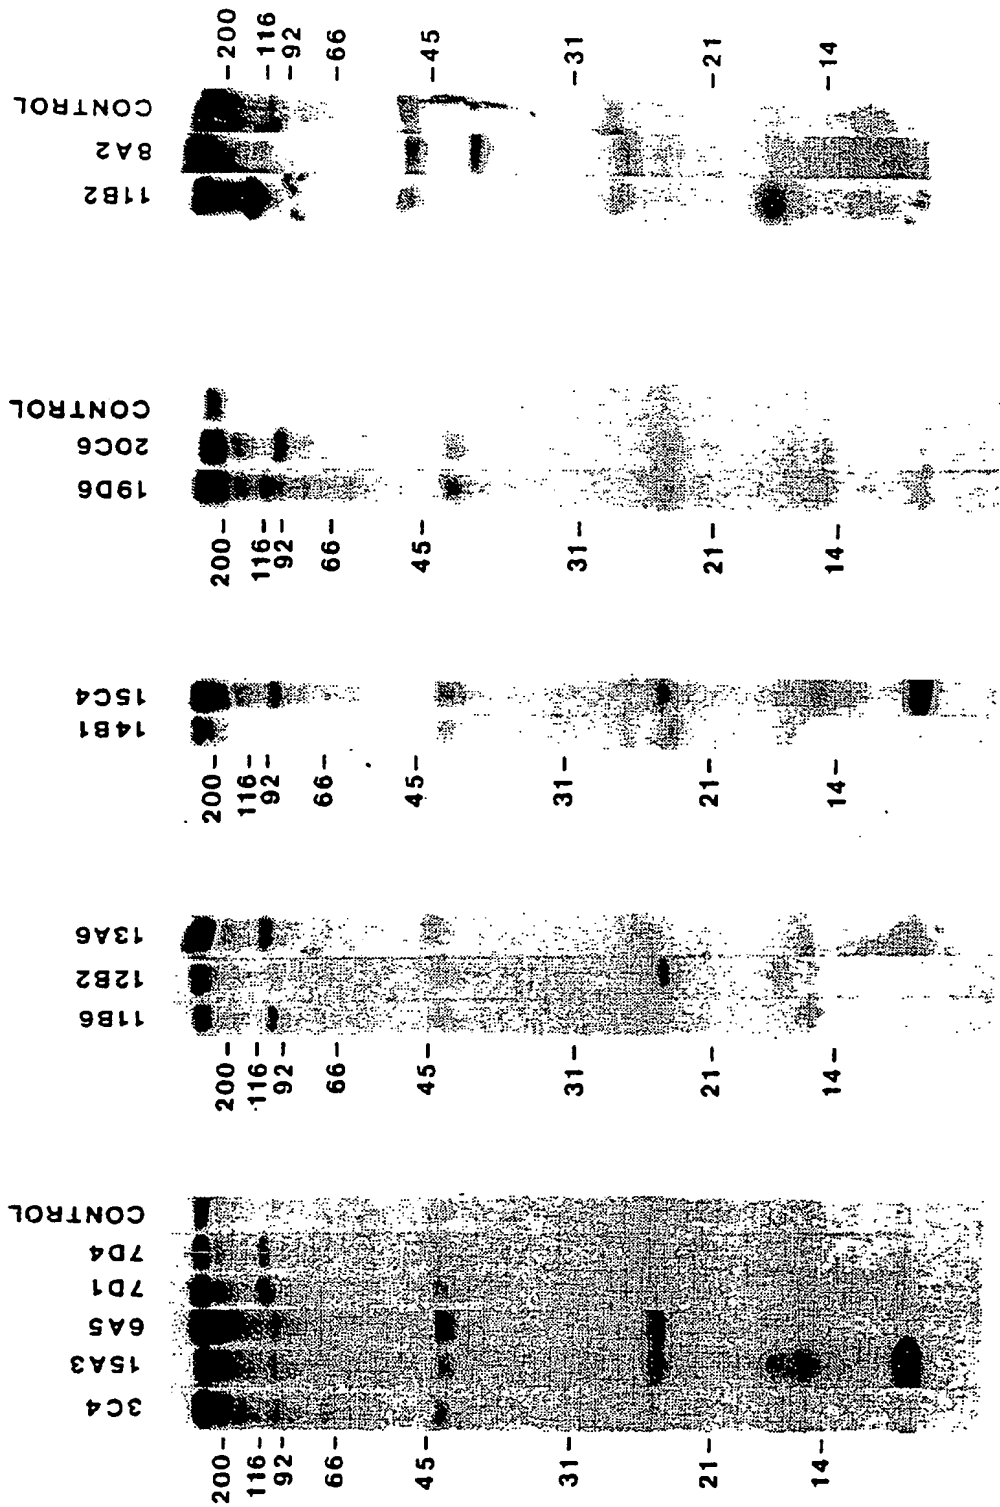 CONTROL
8A2
11B2
-200
-116
-92
-66
-45
-31
-21
-14
CONTROL
20C6
19D6
200-
116-
92-
66-
45-
31-
21-
14-
15C4
14B1
200-
116-
92-
66-
45-
31-
21-
14-
13A6
12B2
11B6
200-
116-
92-
66-
45-
31-
21-
14-
CONTROL
7D4
7D1
6A5
15A3
3C4
200-
116-
92-
66-
45-
31-
21-
14-